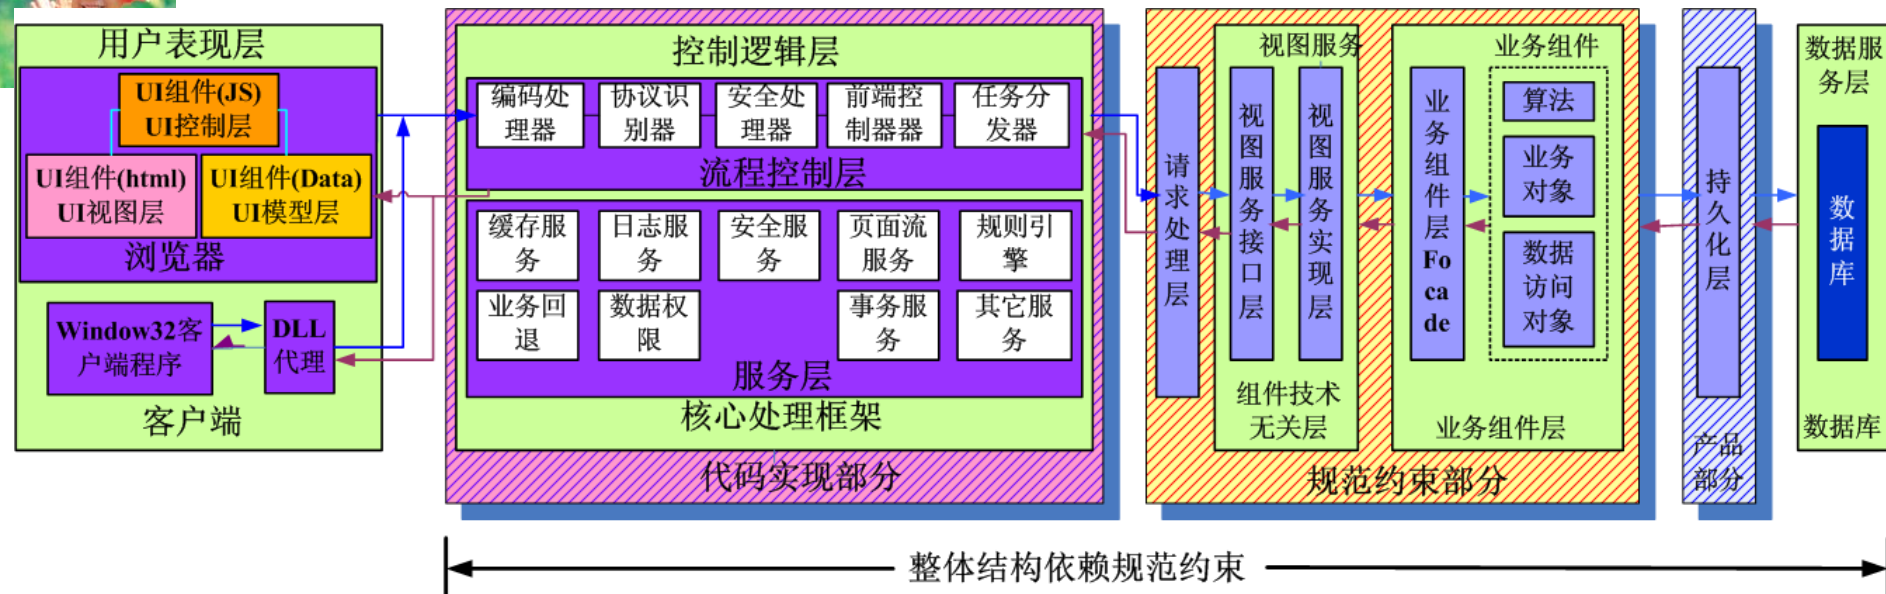 用户表现层
UI组件(JS)
UI控制层
UI组件(html)
UI视图层
UI组件(Data)
UI模型层
浏览器
Window32客
户端程序
DLL
代理
客户端
控制逻辑层
编码处
理器
协议识
别器
安全处
理器
前端控
制器器
任务分
发器
流程控制层
缓存服
务
日志服
务
安全服
务
页面流
服务
规则引
擎
业务回
退
数据权
限
事务服
务
其它服
务
服务层
核心处理框架
代码实现部分
请
求
处
理
层
视图服务
视
图
服
务
接
口
层
视
图
服
务
实
现
层
组件技术
无关层
业务组件
业
务
组
件
层
Fo
ca
de
算法
业务
对象
数据
访问
对象
业务组件层
规范约束部分
持
久
化
层
产品
部分
数据服
务层
数
据
库
数据库
整体结构依赖规范约束